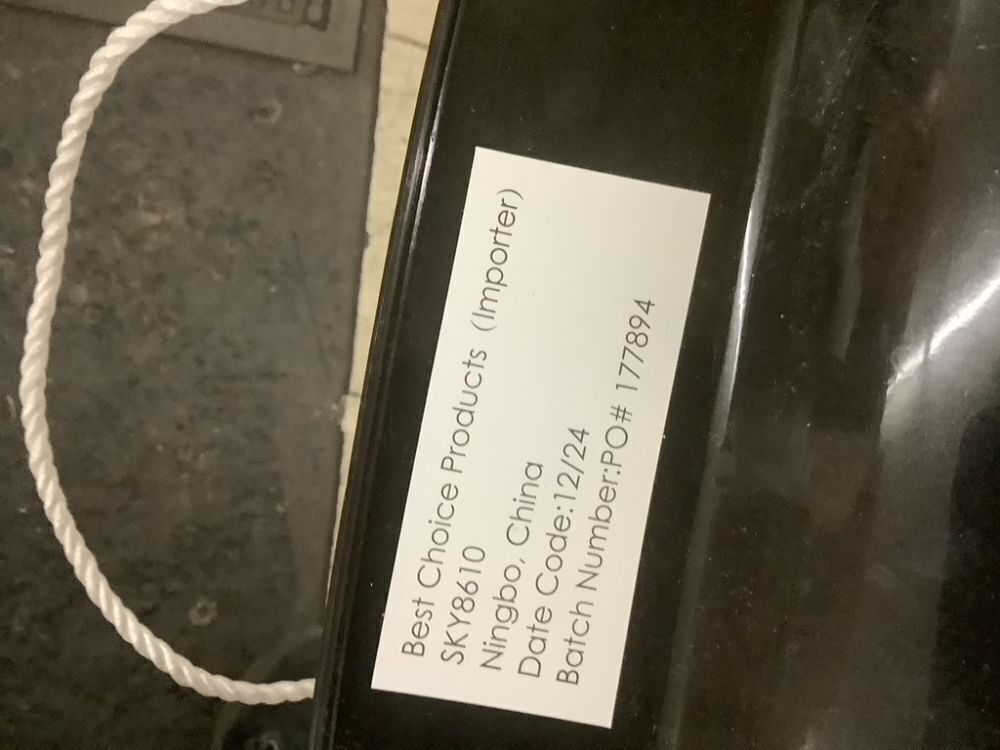 Best Choice Products (Importer)
SKY8610
Ningbo, China
Date Code:12/24
Batch Number:PO# 177894